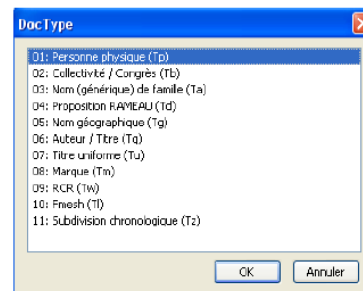 DocType
01: Personne physique (Tp)
02: Collectivité / Congrès (Tb)
03: Nom (générique) de famille (Ta)
04: Proposition RAMEAU (Td)
05: Nom géographique (Tg)
06: Auteur / Titre (Tq)
07: Titre uniforme (Tu)
08: Marque (Tm)
09: RCR (Tw)
10: Fmesh (Tl)
11: Subdivision chronologique (Tz)
OK
Annuler